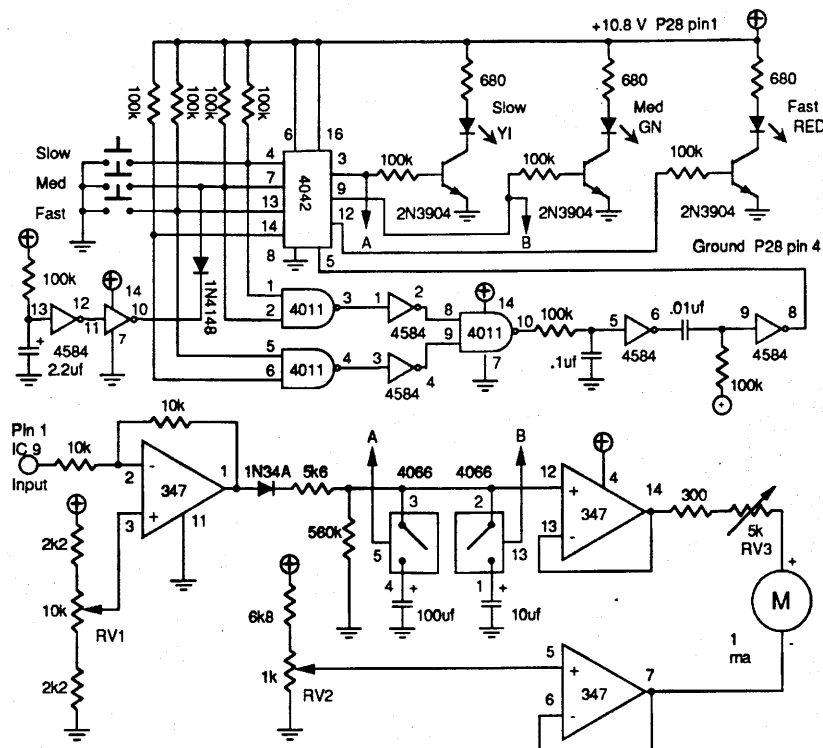 +10.8 V P28 pin1
100k
100k
100k
100k
680
680
680
Slow
YI
Med
GN
Fast
RED
6
16
Slow
Med
Fast
4
7
13
14
4042
3
9
12
8
5
100k
100k
100k
2N3904
2N3904
2N3904
A
B
Ground P28 pin 4
100k
14
13
12
11
10
7
+
4584
2.2uf
1N4148
1
2
4011
3
1
2
4584
5
6
4011
4
3
4
4584
8
9
4011
14
10
7
100k
.1uf
5
6
4584
.01uf
9
8
4584
100k
Pin 1
IC 9
Input
10k
10k
2
-
347
1
3
+
11
1N34A
5k6
560k
A
4066
4066
B
3
5
4
+
100uf
2
13
1
+
10uf
12
+
4
347
14
13
-
300
5k
RV3
+
M
1
ma
-
2k2
10k
RV1
2k2
6k8
1k
RV2
5
+
347
7
6
-